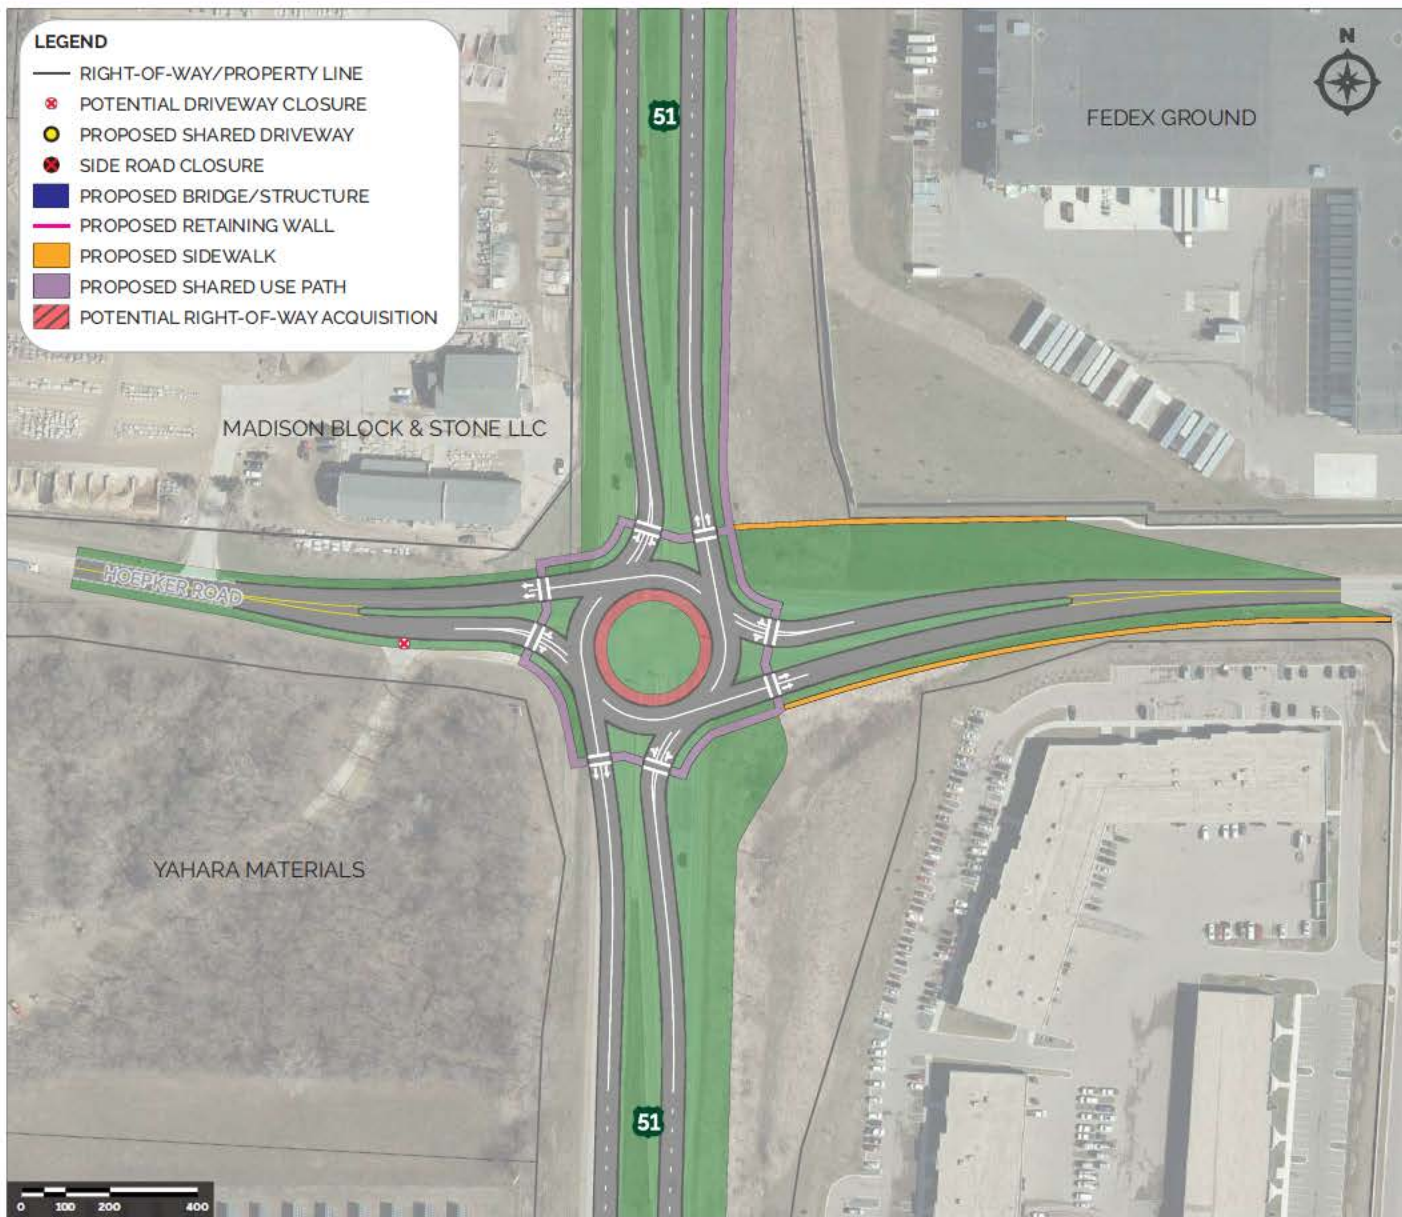 LEGEND
RIGHT-OF-WAY/PROPERTY LINE
POTENTIAL DRIVEWAY CLOSURE
PROPOSED SHARED DRIVEWAY
SIDE ROAD CLOSURE
PROPOSED BRIDGE/STRUCTURE
PROPOSED RETAINING WALL
PROPOSED SIDEWALK
PROPOSED SHARED USE PATH
POTENTIAL RIGHT-OF-WAY ACQUISITION
N
51
FEDEX GROUND
MADISON BLOCK & STONE LLC
HOEPKER ROAD
YAHARA MATERIALS
51
0 100 200 400